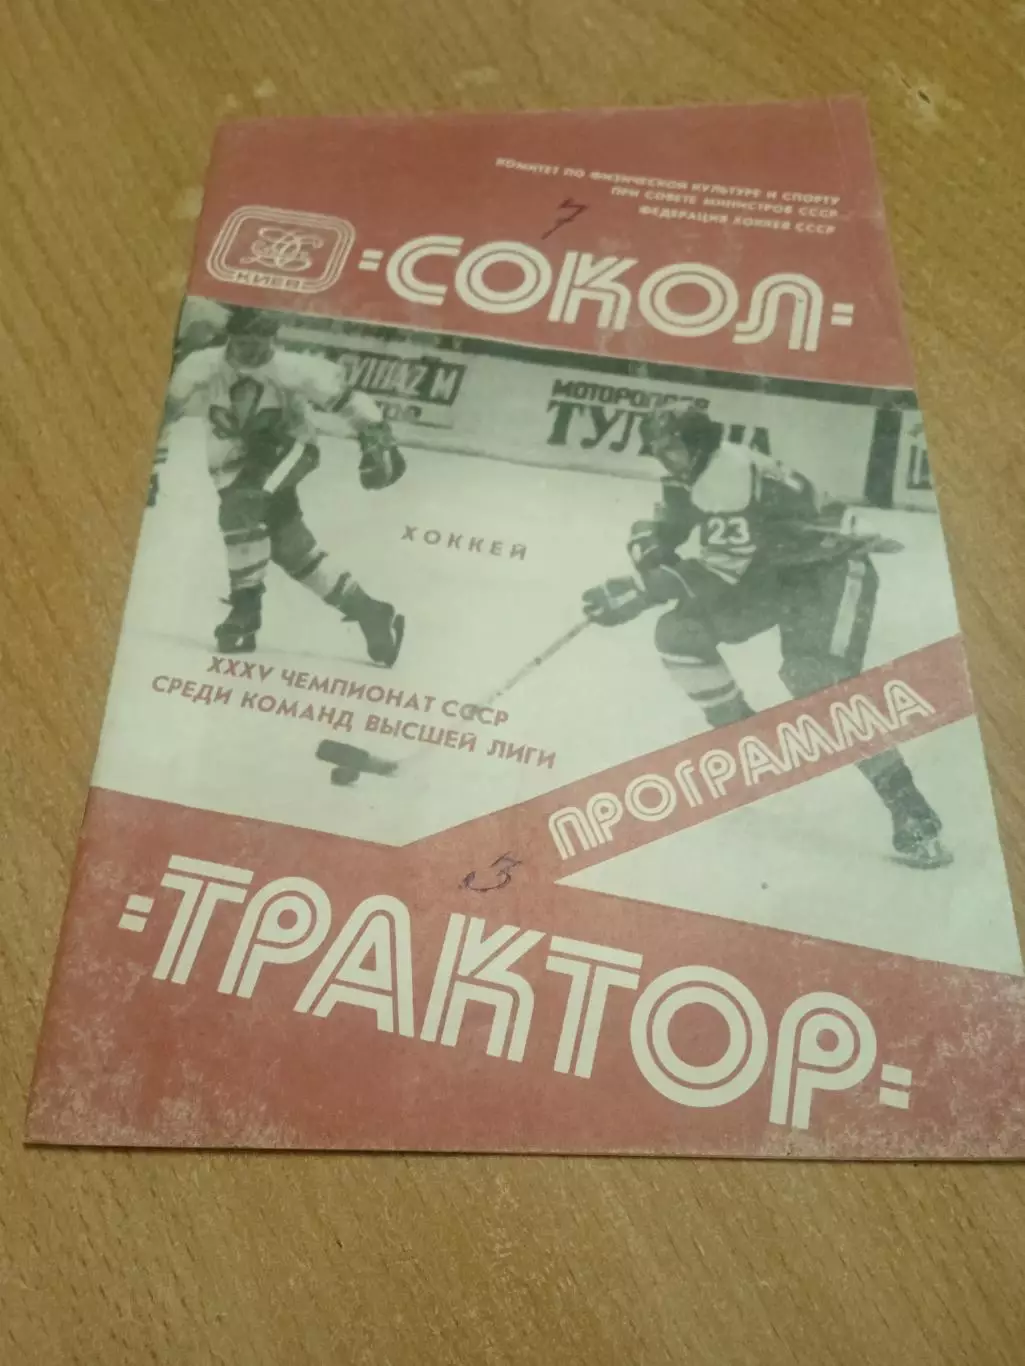 КОМИТЕТ ПО ФИЗИЧЕСКОЙ КУЛЬТУРЕ И СПОРТУ
ПРИ СОВЕТЕ МИНИСТРОВ СССР
ФЕДЕРАЦИЯ ХОККЕЯ СССР
7
КИЕВ
=СОКОЛ=
МОТОРОЛЛЕР
23
ХОККЕЙ
XXXV ЧЕМПИОНАТ СССР
СРЕДИ КОМАНД ВЫСШЕЙ ЛИГИ
ПРОГРАММА
3
=ТРАКТОР=